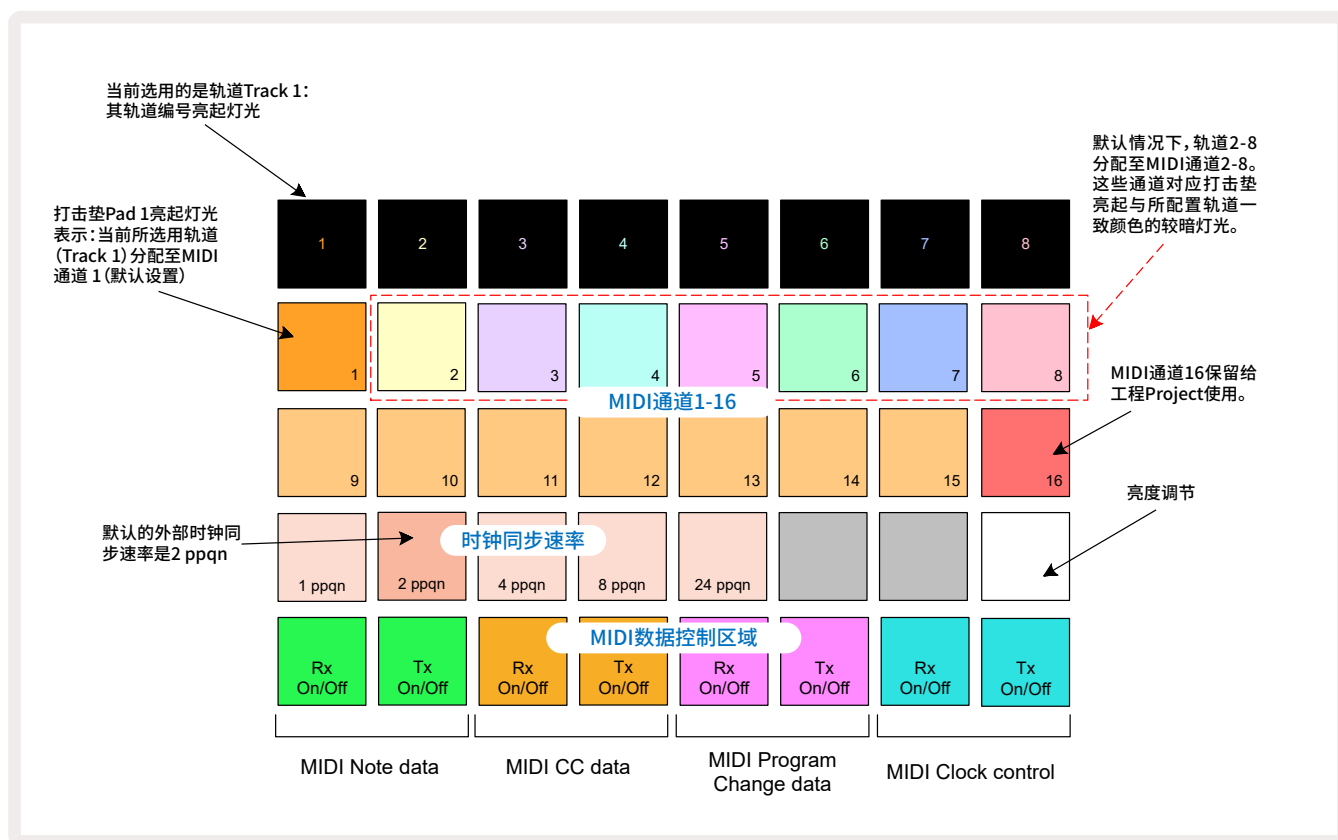 当前选用的是轨道Track 1：
其轨道编号亮起灯光
默认情况下，轨道2-8
分配至MIDI通道2-8。
这些通道对应打击垫
亮起与所配置轨道一
致颜色的较暗灯光。
打击垫Pad 1亮起灯光
表示：当前所选用轨道
（Track 1）分配至MIDI
通道 1（默认设置）
1 2 3 4 5 6 7 8
1 2 3 4 5 6 7 8
MIDI通道1-16
MIDI通道16保留给
工程Project使用。
9 10 11 12 13 14 15 16
亮度调节
默认的外部时钟同
步速率是2 ppqn
时钟同步速率
1 ppqn 2 ppqn 4 ppqn 8 ppqn 24 ppqn
MIDI数据控制区域
Rx Tx Rx Tx Rx Tx Rx Tx
On/Off On/Off On/Off On/Off On/Off On/Off On/Off On/Off
MIDI Note data
MIDI CC data
MIDI Program
Change data
MIDI Clock control